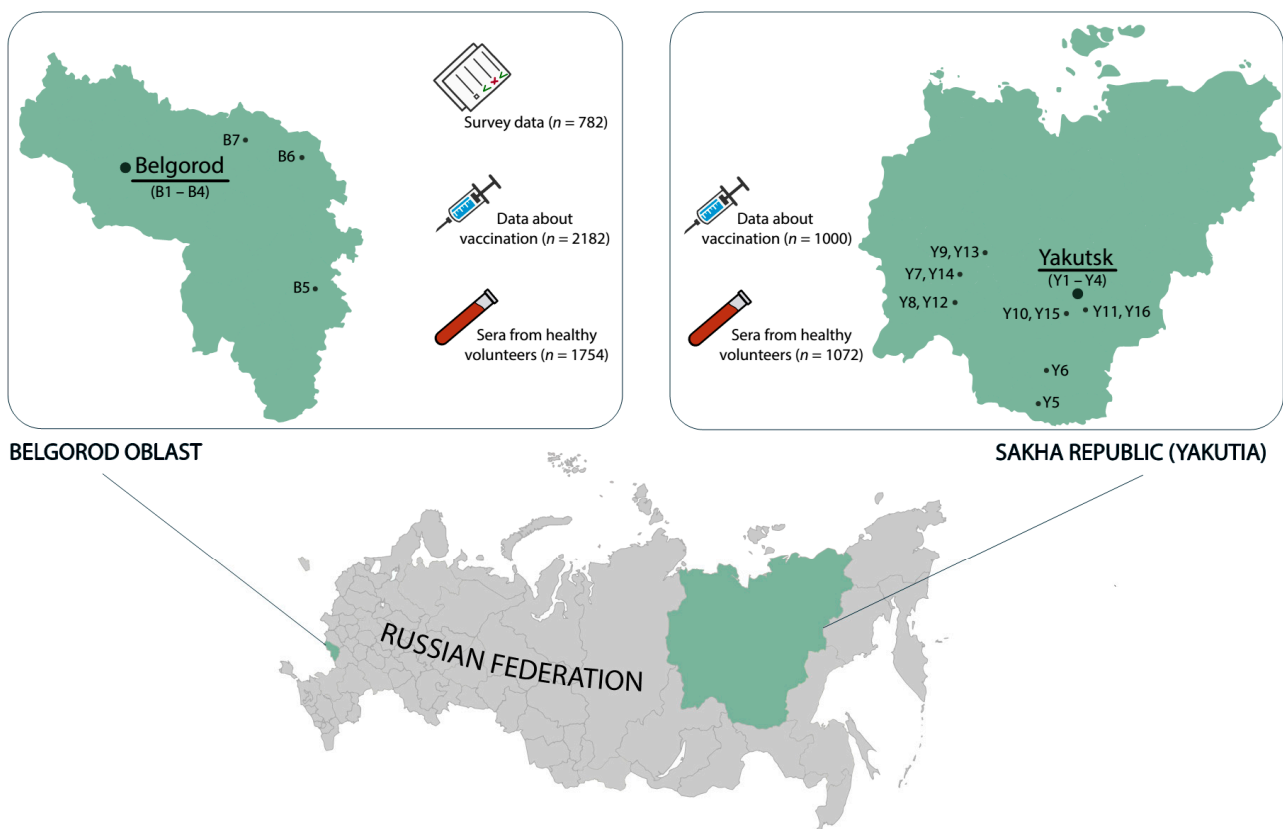 Survey data (n = 782)
B7
B6
Belgorod
(B1 – B4)
Data about
vaccination (n = 2182)
B5
Sera from healthy
volunteers (n = 1754)
Data about
vaccination (n = 1000)
Sera from healthy
volunteers (n = 1072)
Y9, Y13
Yakutsk
(Y1 – Y4)
Y7, Y14
Y8, Y12
Y10, Y15
Y11, Y16
Y6
Y5
BELGOROD OBLAST
SAKHA REPUBLIC (YAKUTIA)
RUSSIAN FEDERATION